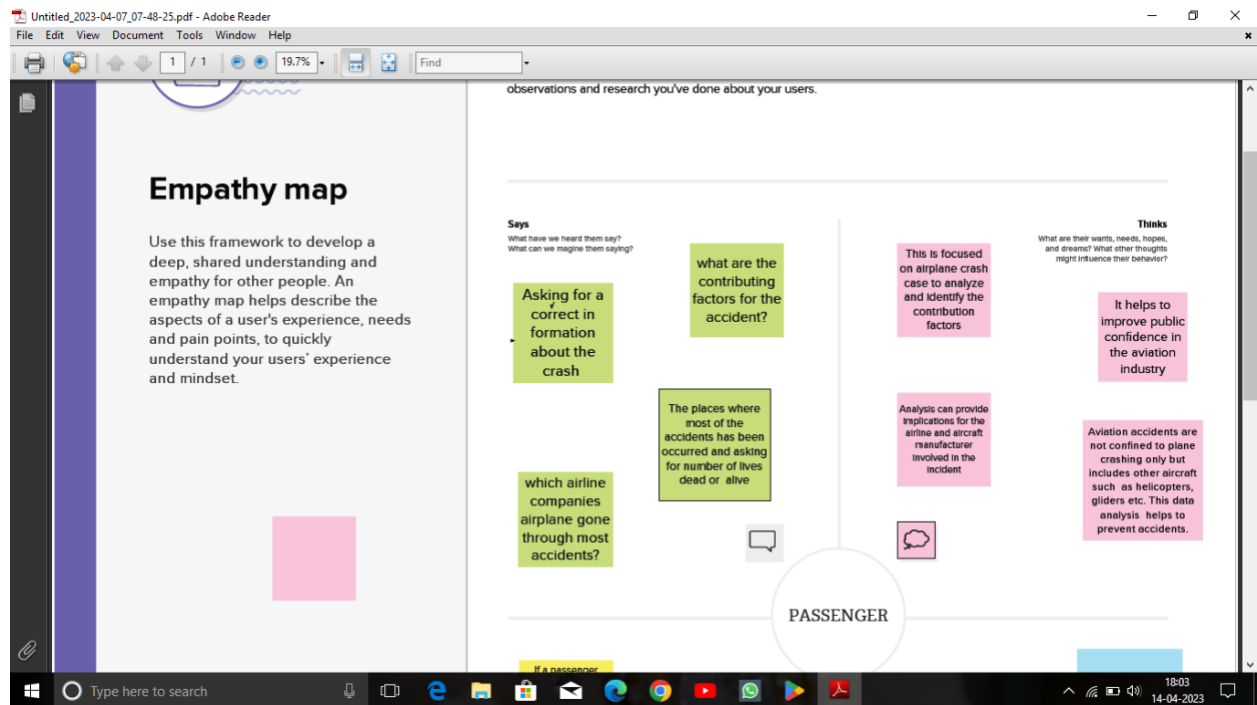 Untitled_2023-04-07_07-48-25.pdf - Adobe Reader
File Edit View Document Tools Window Help
1 / 1 19.7% Find
observations and research you've done about your users.
Empathy map
Use this framework to develop a
deep, shared understanding and
empathy for other people. An
empathy map helps describe the
aspects of a user's experience, needs
and pain points, to quickly
understand your users' experience
and mindset.
Says
What have we heard them say?
What can we magine them saying?
Asking for a
correct in
formation
about the
crash
what are the
contributing
factors for the
accident?
The places where
most of the
accidents has been
occurred and asking
for number of lives
dead or alive
which airline
companies
airplane gone
through most
accidents?
Thinks
What are their wants, needs, hopes,
and dreams? What other thoughts
might influence their behavior?
This is focused
on airplane crash
case to analyze
and identify the
contribution
factors
It helps to
improve public
confidence in
the aviation
industry
Analysis can provide
implications for the
airline and aircraft
manufacturer
involved in the
incident
Aviation accidents are
not confined to plane
crashing only but
includes other aircraft
such as helicopters,
gliders etc. This data
analysis helps to
prevent accidents.
PASSENGER
If a passenger
Type here to search
18:03
14-04-2023